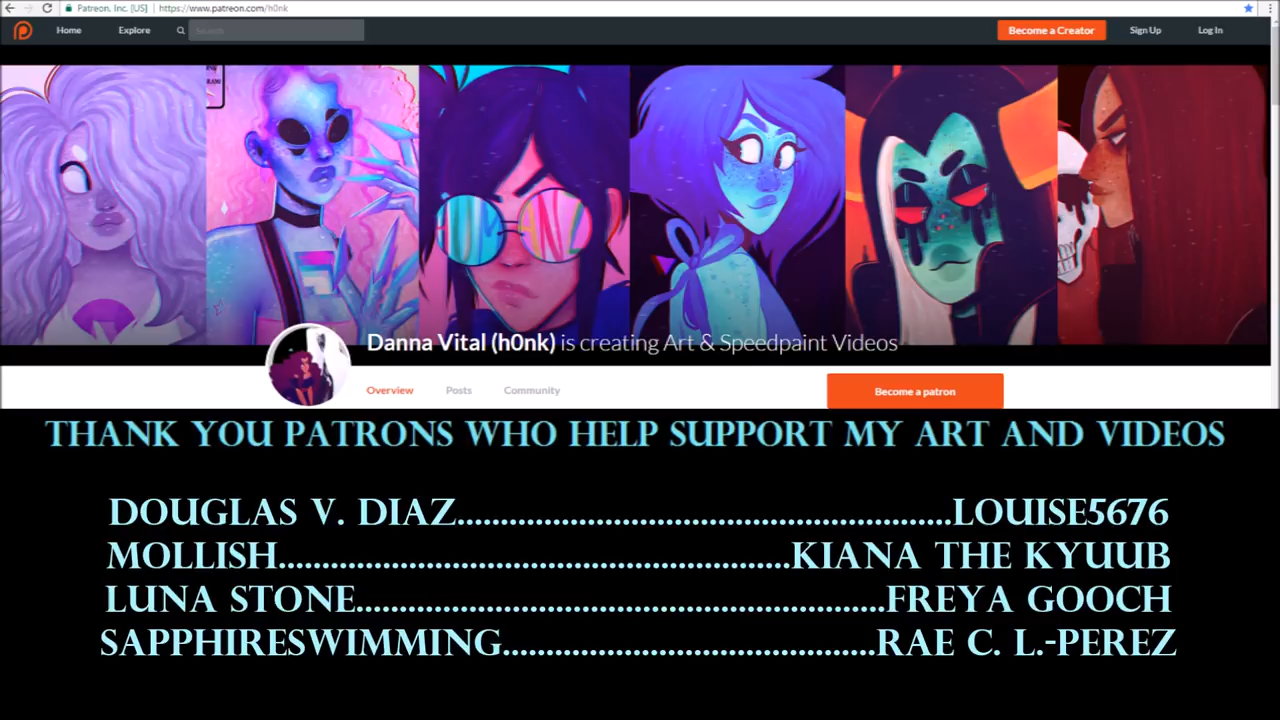 Patreon, Inc. [US] https://www.patreon.com/h0nk
Home Explore Search Become a Creator Sign Up Log In
Danna Vital (h0nk) is creating Art & Speedpaint Videos
Overview Posts Community Become a patron
THANK YOU PATRONS WHO HELP SUPPORT MY ART AND VIDEOS
DOUGLAS V. DIAZ.........................................................LOUISE5676
MOLLISH...........................................................KIANA THE KYUUB
LUNA STONE.............................................................FREYA GOOCH
SAPPHIRESWIMMING...........................................RAE C. L.-PEREZ